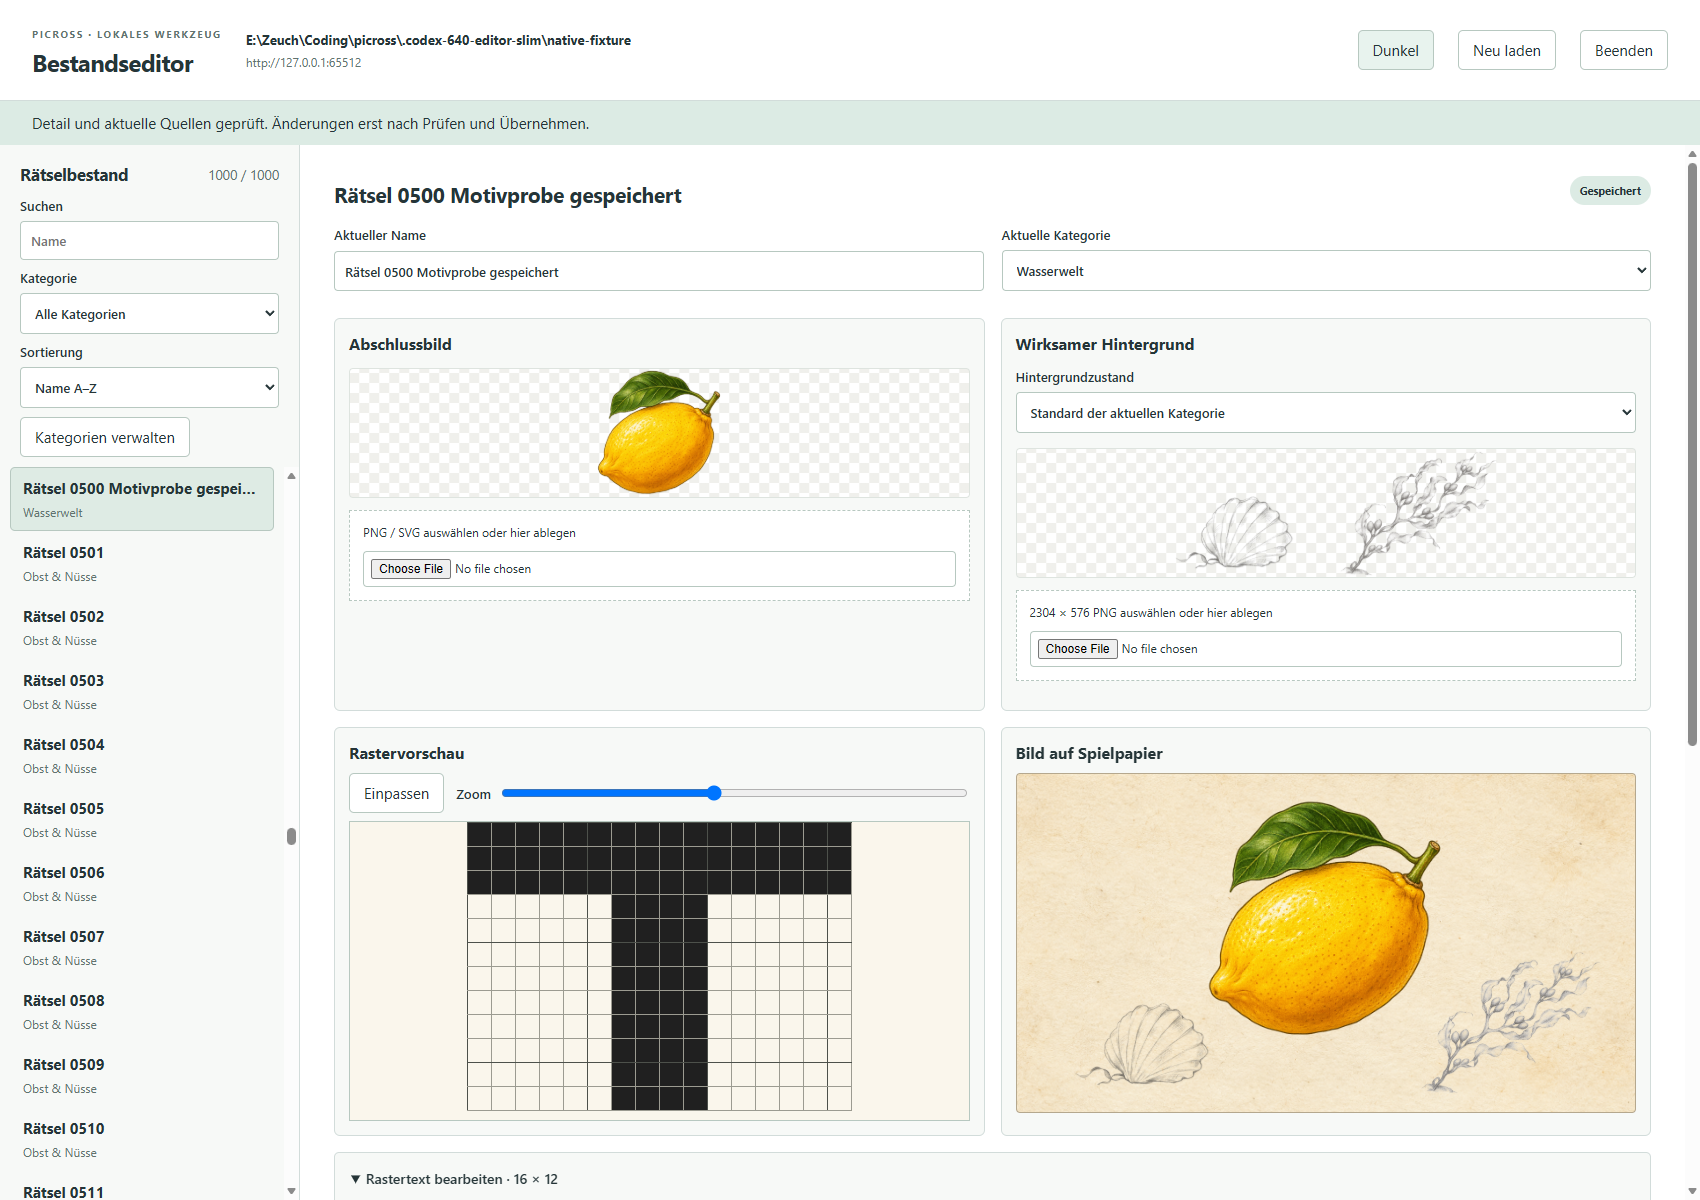 PICROSS · LOKALES WERKZEUG
Bestandseditor
E:\Zeuch\Coding\picross\.codex-640-editor-slim\native-fixture
http://127.0.0.1:65512
Dunkel
Neu laden
Beenden
Detail und aktuelle Quellen geprüft. Änderungen erst nach Prüfen und Übernehmen.
Rätselbestand
1000 / 1000
Suchen
Name
Kategorie
Alle Kategorien
Sortierung
Name A–Z
Kategorien verwalten
Rätsel 0500 Motivprobe gespei...
Wasserwelt
Rätsel 0501
Obst & Nüsse
Rätsel 0502
Obst & Nüsse
Rätsel 0503
Obst & Nüsse
Rätsel 0504
Obst & Nüsse
Rätsel 0505
Obst & Nüsse
Rätsel 0506
Obst & Nüsse
Rätsel 0507
Obst & Nüsse
Rätsel 0508
Obst & Nüsse
Rätsel 0509
Obst & Nüsse
Rätsel 0510
Obst & Nüsse
Rätsel 0511
Rätsel 0500 Motivprobe gespeichert
Gespeichert
Aktueller Name
Rätsel 0500 Motivprobe gespeichert
Aktuelle Kategorie
Wasserwelt
Abschlussbild
PNG / SVG auswählen oder hier ablegen
Choose File No file chosen
Wirksamer Hintergrund
Hintergrundzustand
Standard der aktuellen Kategorie
2304 × 576 PNG auswählen oder hier ablegen
Choose File No file chosen
Rastervorschau
Einpassen
Zoom
Bild auf Spielpapier
▼ Rastertext bearbeiten · 16 × 12